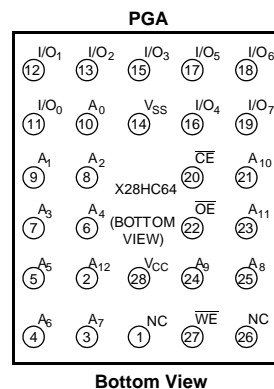 PGA
I/O1 I/O2 I/O3 I/O5 I/O6
12 13 15 17 18
I/O0 A0 VSS I/O4 I/O7
11 10 14 16 19
A1 A2 CE A10
9 8 20 21
X28HC64
A3 A4 OE A11
7 6 (BOTTOM 22 23
VIEW)
A5 A12 VCC A9 A8
5 2 28 24 25
A6 A7 NC WE NC
4 3 1 27 26
Bottom View